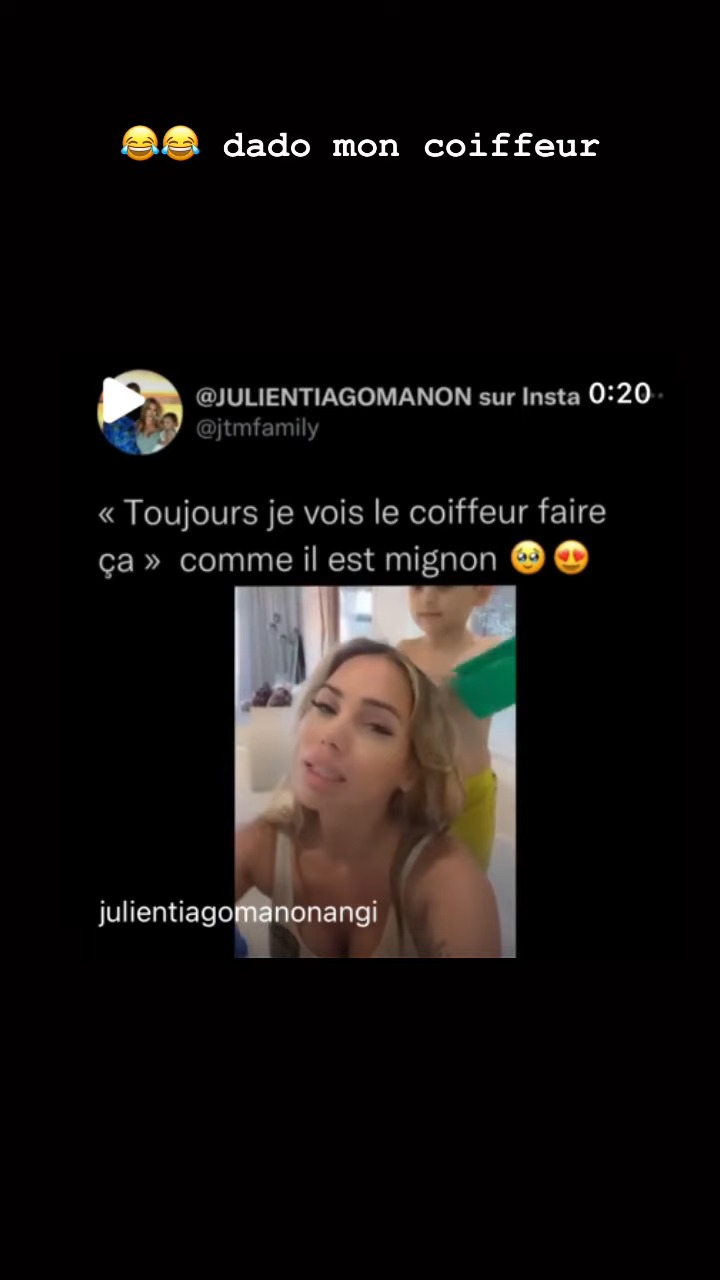 😂😂 dado mon coiffeur
@JULIENTIAGOMANON sur Insta 0:20
@jtmfamily
« Toujours je vois le coiffeur faire
ça » comme il est mignon 🥹😍
julientiagomanonangi